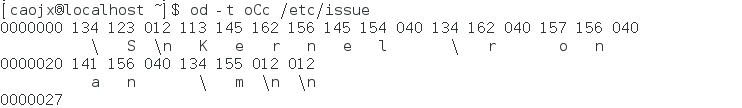 [caojx@localhost ~]$ od -t oCc /etc/issue
0000000 134 123 012 113 145 162 156 145 154 040 134 162 040 157 156 040
\ S \n K e r n e l \ r o n
0000020 141 156 040 134 155 012 012
a n \ m \n \n
0000027